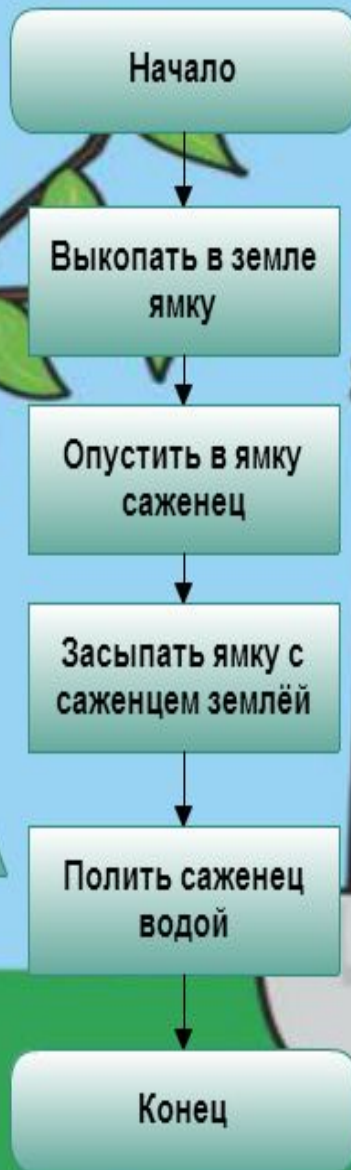 Начало
Выкопать в земле
ямку
Опустить в ямку
саженец
Засыпать ямку с
саженцем землёй
Полить саженец
водой
Конец